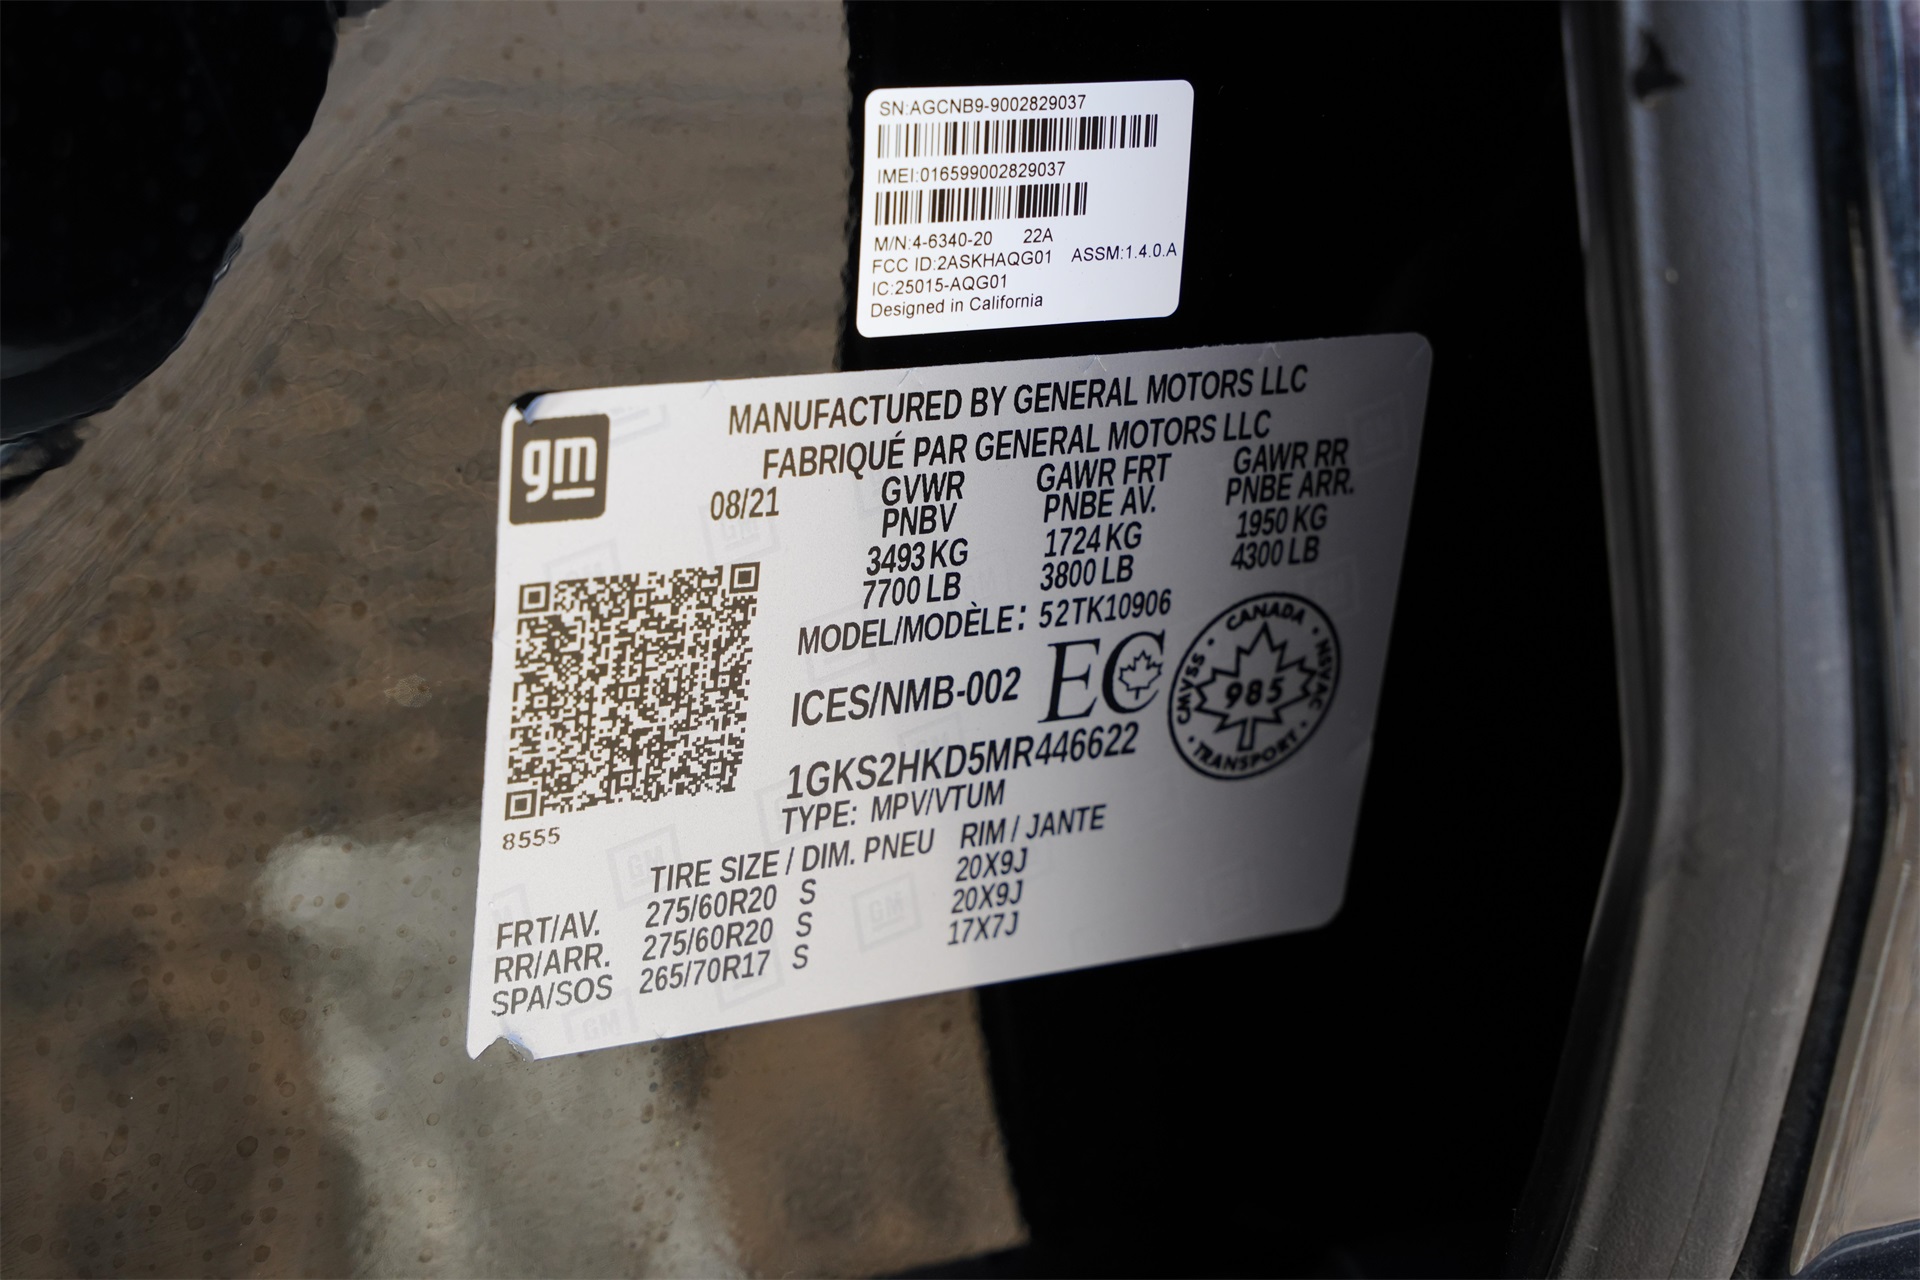 SN:AGCNB9-9002829037
IMEI:016599002829037
M/N:4-6340-20 22A
FCC ID:2ASKHAQG01 ASSM:1.4.0.A
IC:25015-AQG01
Designed in California
gm
MANUFACTURED BY GENERAL MOTORS LLC
FABRIQUÉ PAR GENERAL MOTORS LLC
08/21 GVWR GAWR FRT GAWR RR
PNBV PNBE AV. PNBE ARR.
3493 KG 1724 KG 1950 KG
7700 LB 3800 LB 4300 LB
MODEL/MODÈLE: 52TK10906
ICES/NMB-002 EC
CANADA · NSVAC · TRANSPORT · CMVSS ·
985
1GKS2HKD5MR446622
TYPE: MPV/VTUM
8555
TIRE SIZE / DIM. PNEU RIM / JANTE
FRT/AV. 275/60R20 S 20X9J
RR/ARR. 275/60R20 S 20X9J
SPA/SOS 265/70R17 S 17X7J
GM
GM
GM